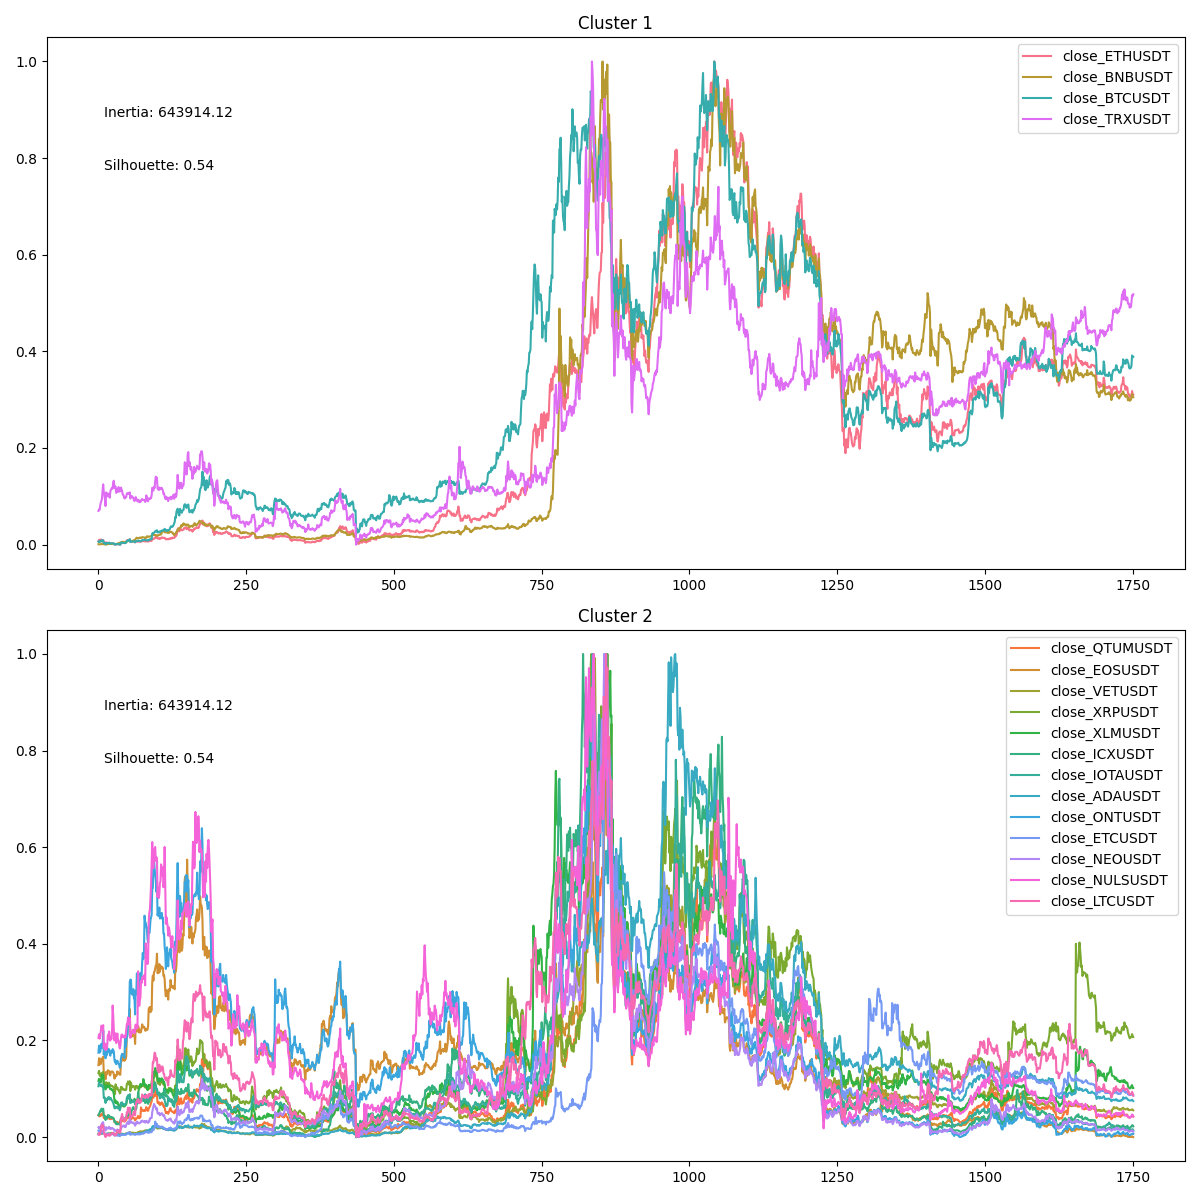 Cluster 1
1.0
0.8
0.6
0.4
0.2
0.0
Inertia: 643914.12
Silhouette: 0.54
close_ETHUSDT
close_BNBUSDT
close_BTCUSDT
close_TRXUSDT
0 250 500 750 1000 1250 1500 1750
Cluster 2
1.0
0.8
0.6
0.4
0.2
0.0
Inertia: 643914.12
Silhouette: 0.54
close_QTUMUSDT
close_EOSUSDT
close_VETUSDT
close_XRPUSDT
close_XLMUSDT
close_ICXUSDT
close_IOTAUSDT
close_ADAUSDT
close_ONTUSDT
close_ETCUSDT
close_NEOUSDT
close_NULSUSDT
close_LTCUSDT
0 250 500 750 1000 1250 1500 1750